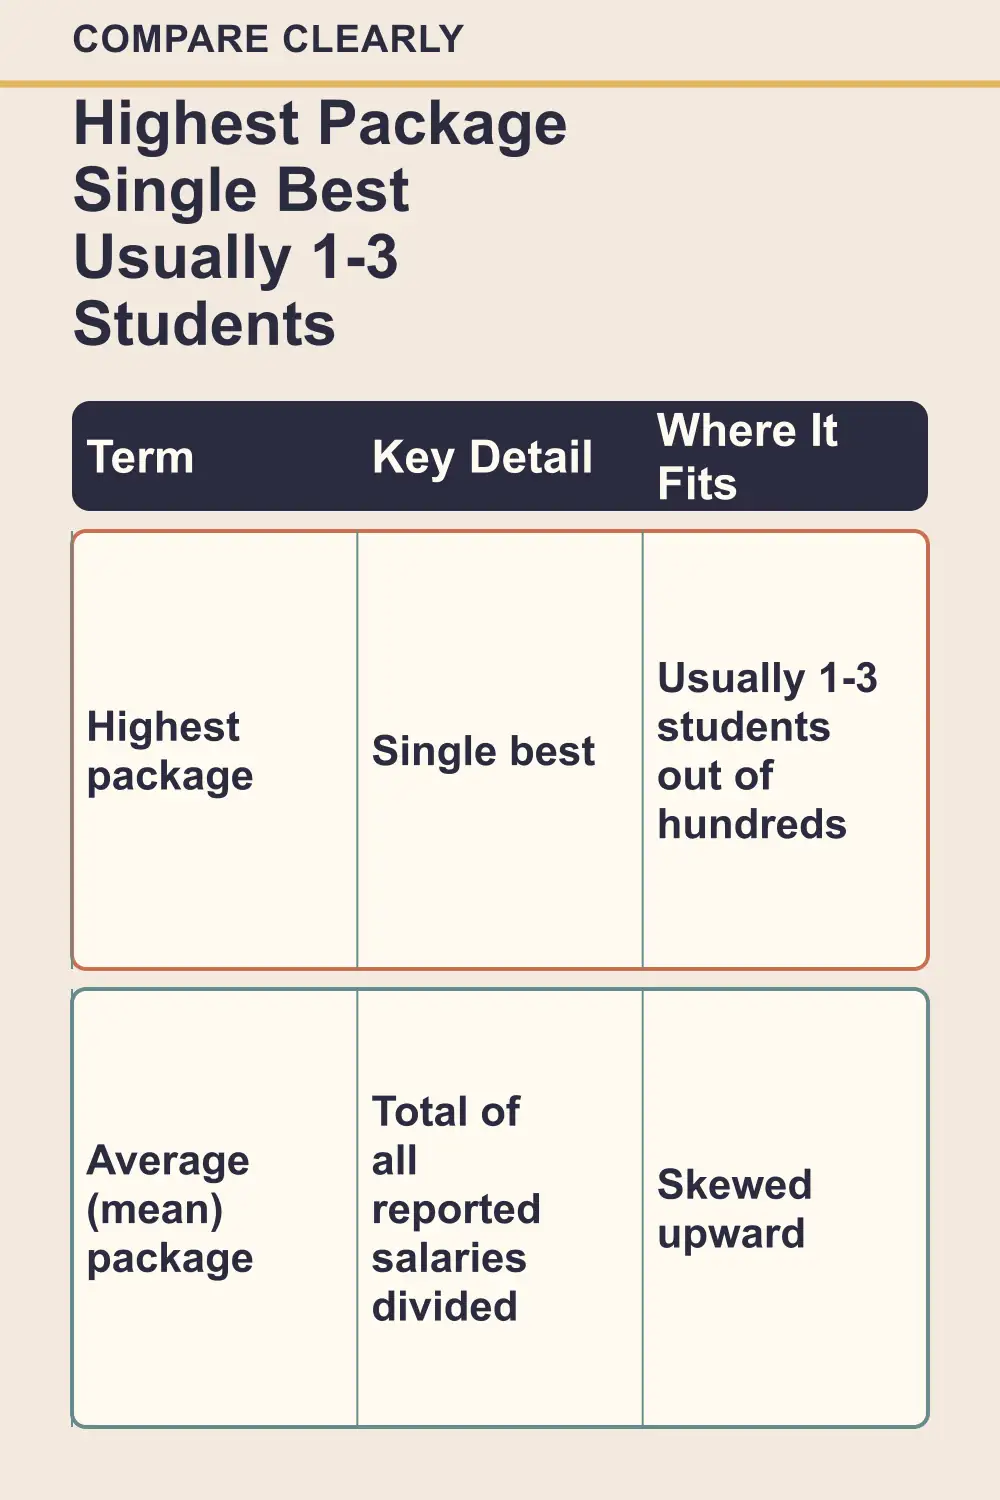 COMPARE CLEARLY
Highest Package
Single Best
Usually 1-3
Students
Term
Key Detail
Where It
Fits
Highest
package
Single best
Usually 1-3
students
out of
hundreds
Average
(mean)
package
Total of
all
reported
salaries
divided
Skewed
upward